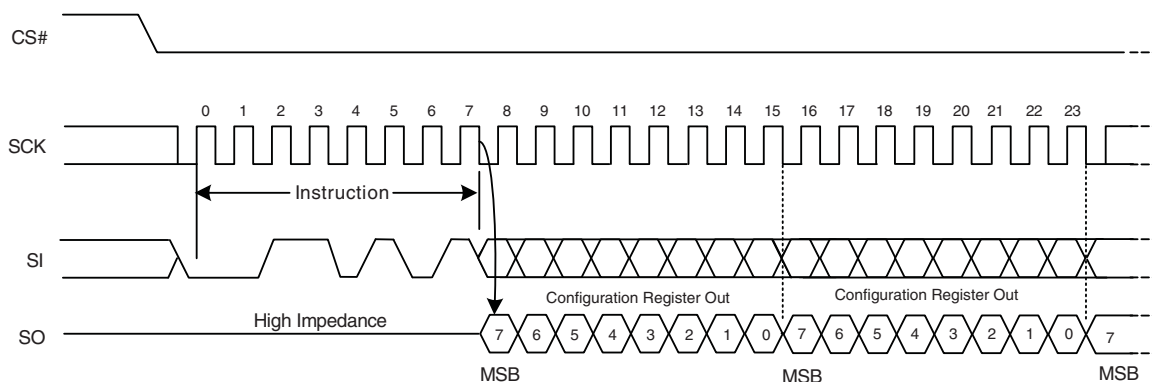 CS#
0 1 2 3 4 5 6 7 8 9 10 11 12 13 14 15 16 17 18 19 20 21 22 23
SCK
Instruction
SI
Configuration Register Out Configuration Register Out
High Impedance
SO 7 6 5 4 3 2 1 0 7 6 5 4 3 2 1 0 7
MSB MSB MSB